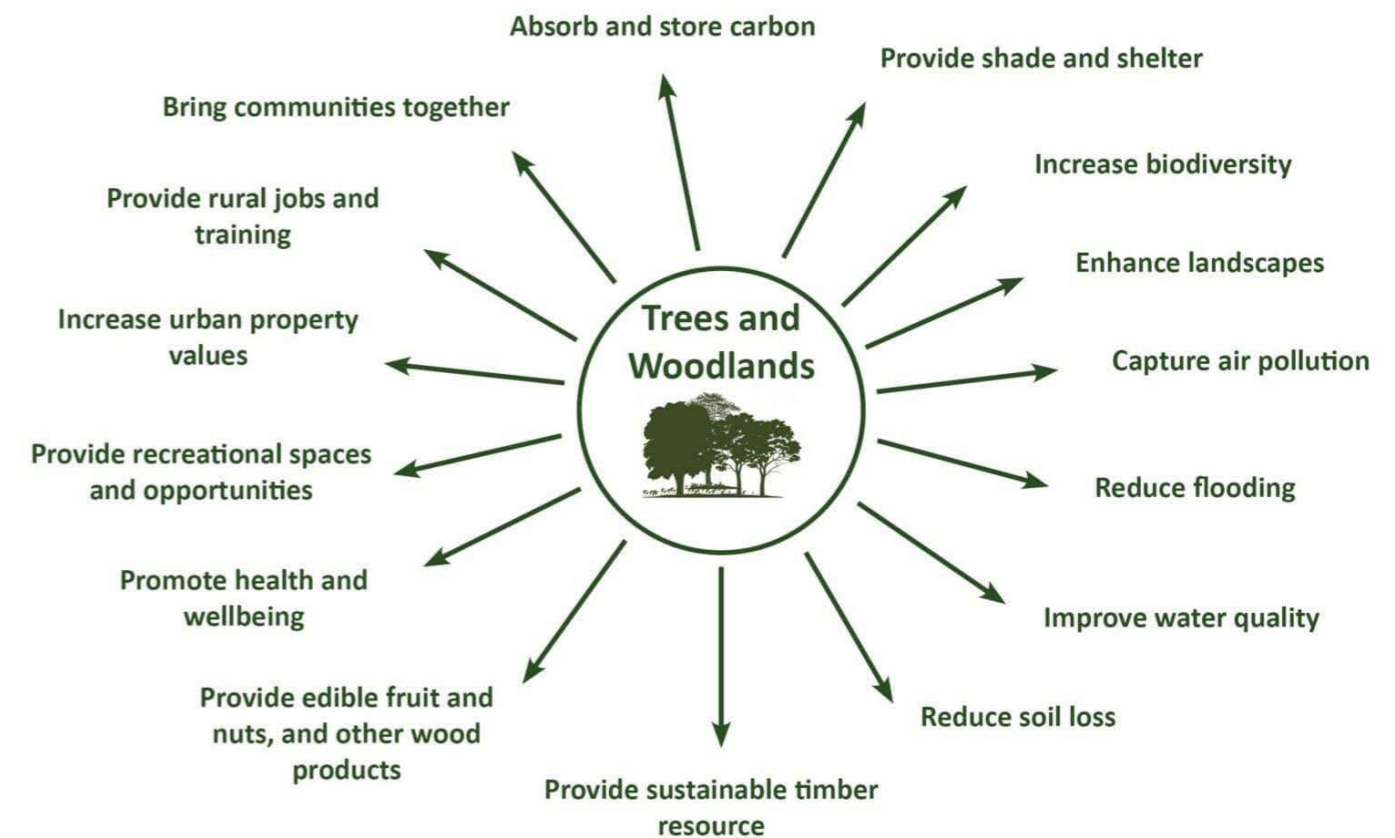 Absorb and store carbon
Provide shade and shelter
Increase biodiversity
Enhance landscapes
Capture air pollution
Reduce flooding
Improve water quality
Reduce soil loss
Provide sustainable timber
resource
Provide edible fruit and
nuts, and other wood
products
Promote health and
wellbeing
Provide recreational spaces
and opportunities
Increase urban property
values
Provide rural jobs and
training
Bring communities together
Trees and
Woodlands